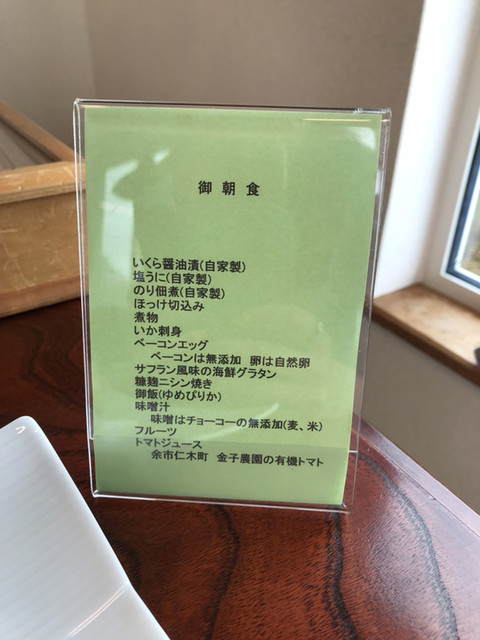 御朝食
いくら醤油漬(自家製)
塩うに(自家製)
のり佃煮(自家製)
ほっけ切込み
煮物
いか刺身
ベーコンエッグ
ベーコンは無添加 卵は自然卵
サフラン風味の海鮮グラタン
糠麹ニシン焼き
御飯(ゆめぴりか)
味噌汁
味噌はチョーコーの無添加(麦、米)
フルーツ
トマトジュース
余市仁木町 金子農園の有機トマト